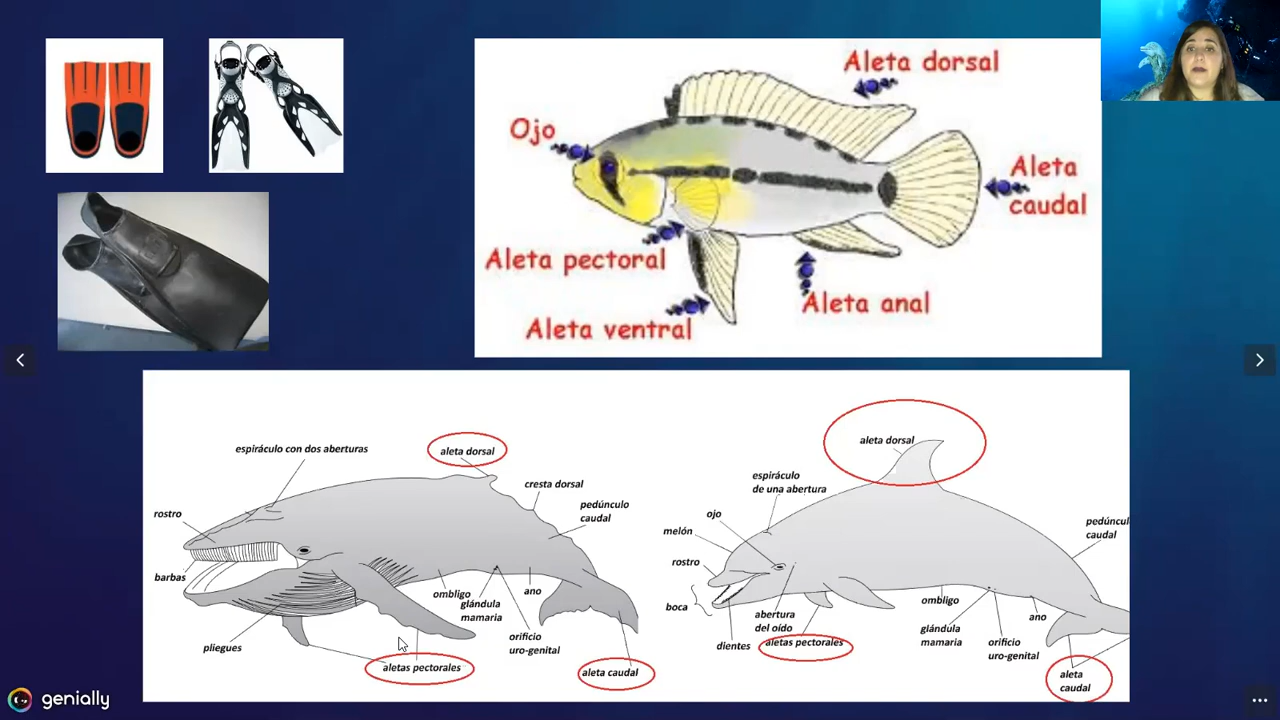 Aleta dorsal
Ojo
Aleta
caudal
Aleta pectoral
Aleta anal
Aleta ventral
espiráculo con dos aberturas
aleta dorsal
cresta dorsal
pedúnculo
caudal
rostro
barbas
pliegues
ombligo
glándula
mamaria
ano
orificio
uro-genital
aletas pectorales
aleta caudal
aleta dorsal
espiráculo
de una abertura
ojo
melón
rostro
boca
dientes
abertura
del oído
aletas pectorales
ombligo
glándula
mamaria
orificio
uro-genital
ano
caudal
aleta
caudal
genially